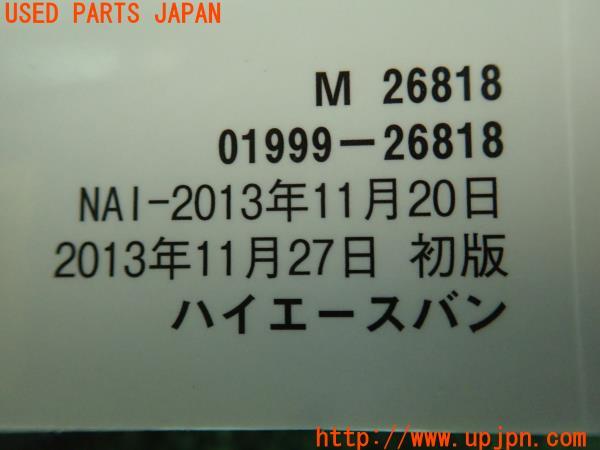 USED PARTS JAPAN
M 26818
01999-26818
NAI-2013年11月20日
2013年11月27日 初版
ハイエースバン
http://www.upjpn.com